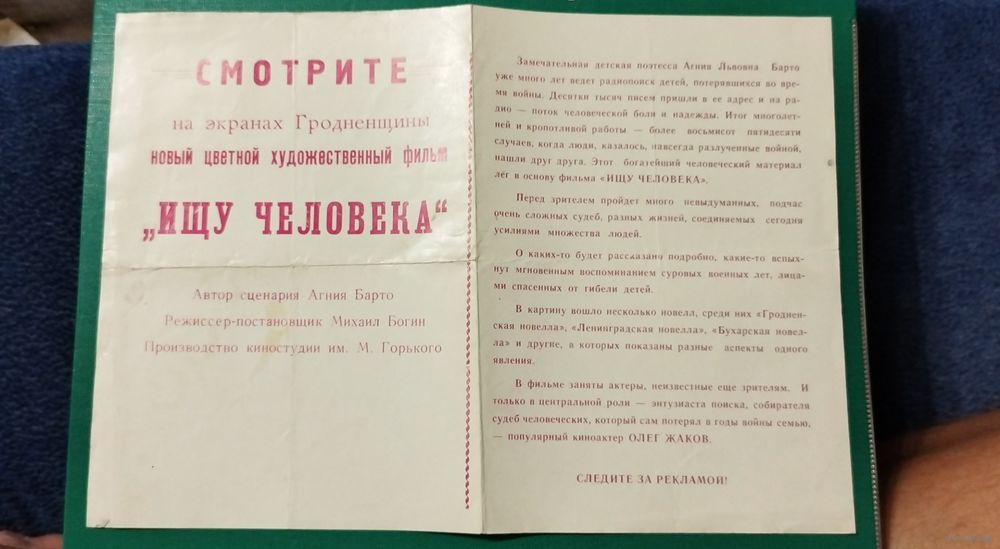 СМОТРИТЕ
на экранах Гродненщины
новый цветной художественный фильм
„ИЩУ ЧЕЛОВЕКА“
Автор сценария Агния Барто
Режиссер-постановщик Михаил Богин
Производство киностудии им. М. Горького
Замечательная детская поэтесса Агния Львовна Барто
уже много лет ведет радиопоиск детей, потерявшихся во вре-
мя войны. Десятки тысяч писем пришли в ее адрес и на ра-
дио — поток человеческой боли и надежды. Итог многолет-
ней и кропотливой работы — более восьмисот пятидесяти
случаев, когда люди, казалось, навсегда разлученные войной,
нашли друг друга. Этот богатейший человеческий материал
лег в основу фильма «ИЩУ ЧЕЛОВЕКА».
Перед зрителем пройдет много невыдуманных, подчас
очень сложных судеб, разных жизней, соединяемых сегодня
усилиями множества людей.
О каких-то будет рассказано подробно, какие-то вспых-
нут мгновенным воспоминанием суровых военных лет, лица-
ми спасенных от гибели детей.
В картину вошло несколько новелл, среди них «Гроднен-
ская новелла», «Ленинградская новелла», «Бухарская новел-
ла» и другие, в которых показаны разные аспекты одного
явления.
В фильме заняты актеры, неизвестные еще зрителям. И
только в центральной роли — энтузиаста поиска, собирателя
судеб человеческих, который сам потерял в годы войны семью,
— популярный киноактер ОЛЕГ ЖАКОВ.
СЛЕДИТЕ ЗА РЕКЛАМОЙ!